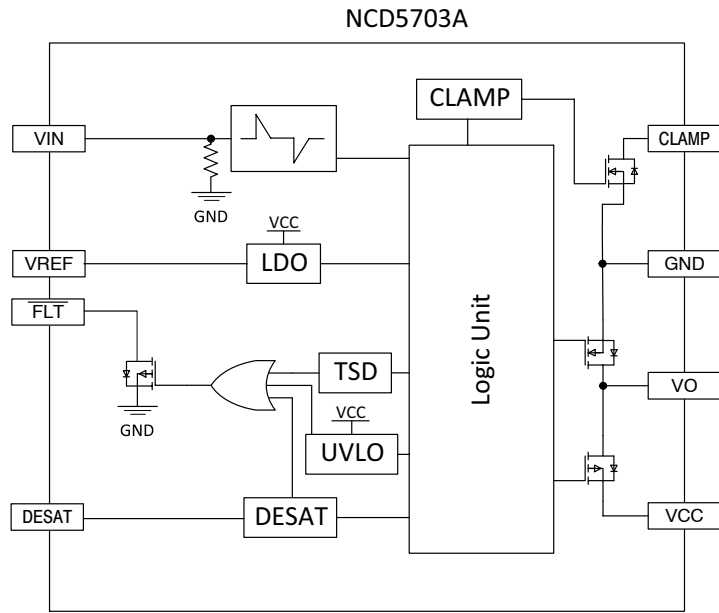 NCD5703A
CLAMP
VIN
CLAMP
GND
VCC
VREF
LDO
GND
FLT
Logic Unit
TSD
VO
GND
VCC
UVLO
DESAT
DESAT
VCC